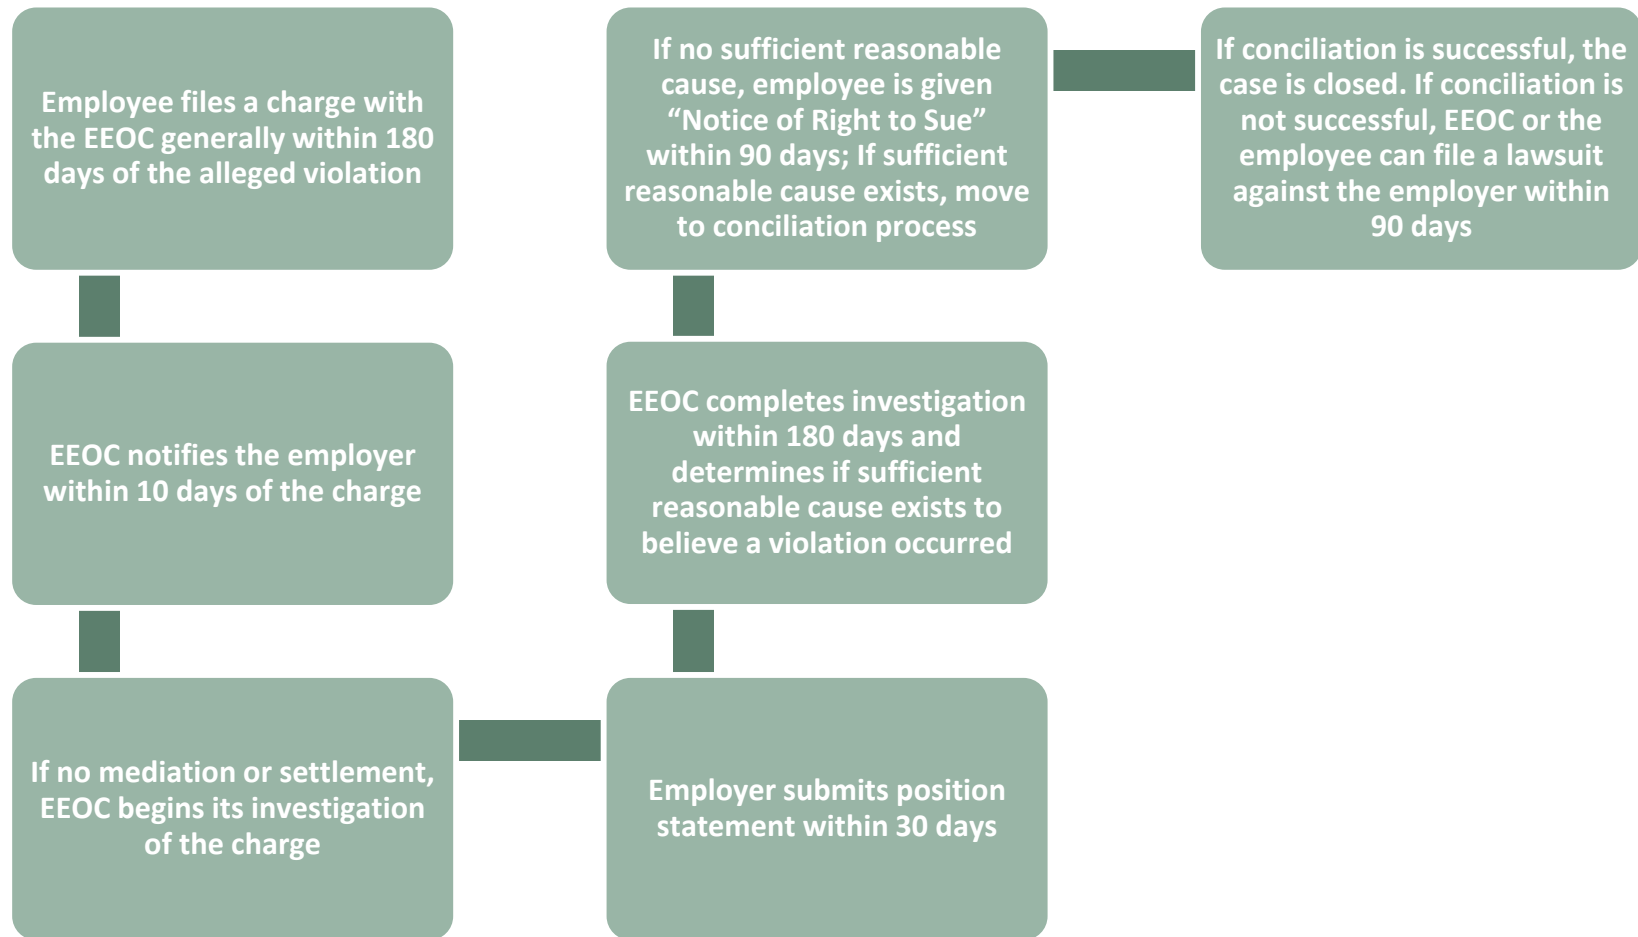 Employee files a charge with
the EEOC generally within 180
days of the alleged violation
EEOC notifies the employer
within 10 days of the charge
If no mediation or settlement,
EEOC begins its investigation
of the charge
Employer submits position
statement within 30 days
EEOC completes investigation
within 180 days and
determines if sufficient
reasonable cause exists to
believe a violation occurred
If no sufficient reasonable
cause, employee is given
“Notice of Right to Sue”
within 90 days; If sufficient
reasonable cause exists, move
to conciliation process
If conciliation is successful, the
case is closed. If conciliation is
not successful, EEOC or the
employee can file a lawsuit
against the employer within
90 days